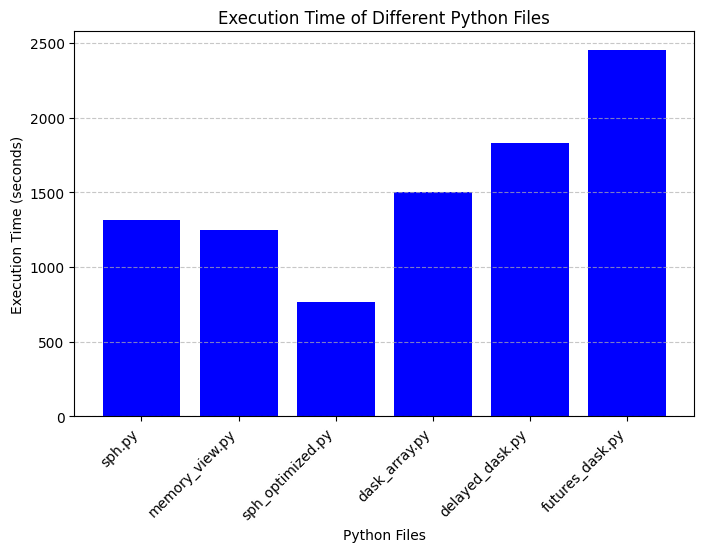 Execution Time of Different Python Files
Execution Time (seconds)
2500
2000
1500
1000
500
0
sph.py
memory_view.py
sph_optimized.py
dask_array.py
delayed_dask.py
futures_dask.py
Python Files